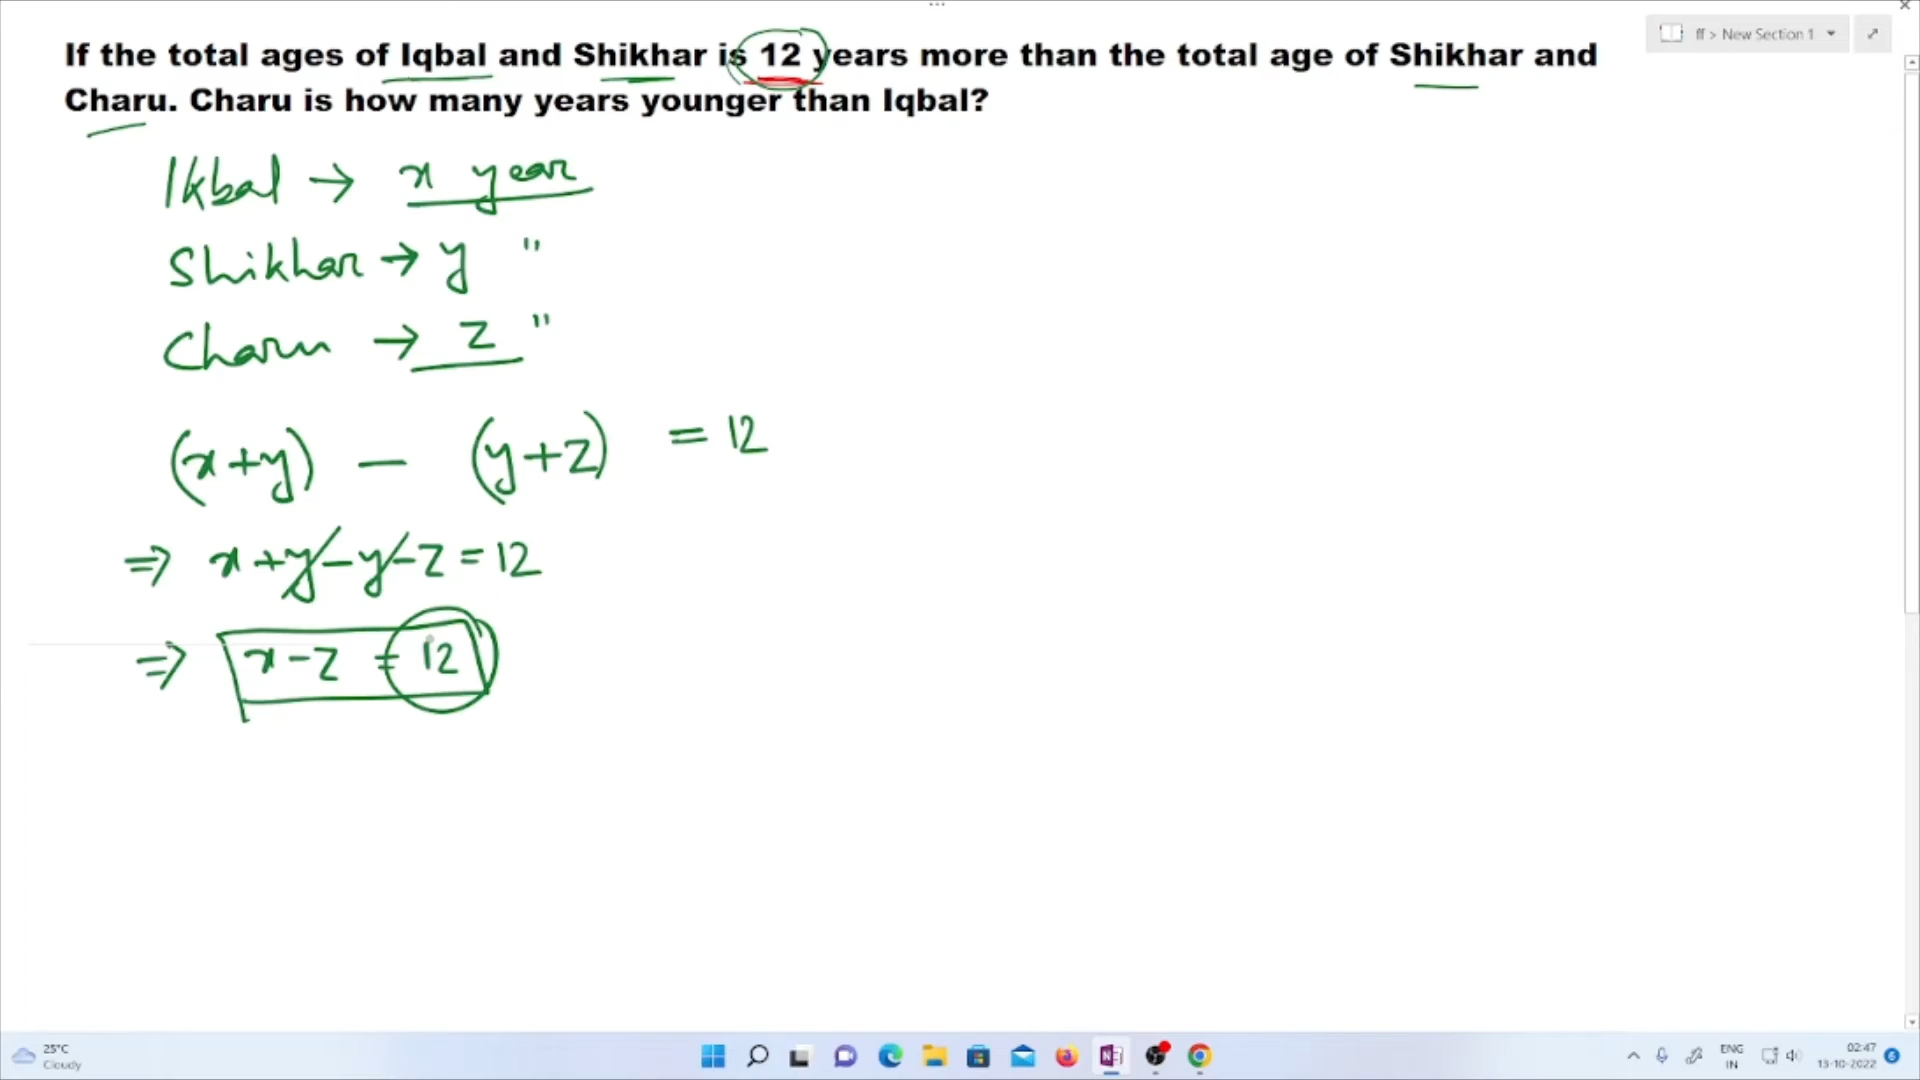 ff > New Section 1
If the total ages of Iqbal and Shikhar is 12 years more than the total age of Shikhar and
Charu. Charu is how many years younger than Iqbal?
Ikbal → x year
Shikhar → y "
Charu → z "
(x+y) - (y+z) = 12
⇒ x+y-y-z=12
⇒ x-z = 12
25°C
Cloudy
ENG
IN
02:47
13-10-2022
6